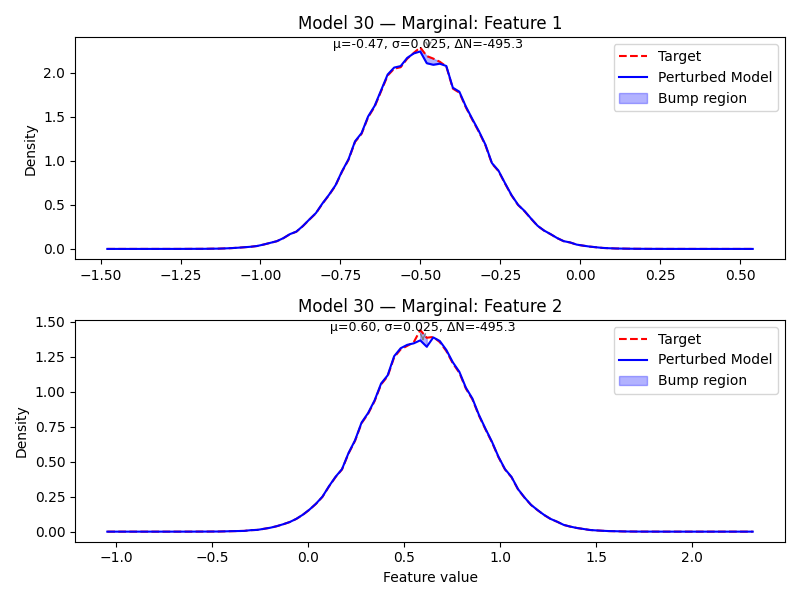 Model 30 — Marginal: Feature 1
μ=-0.47, σ=0.025, ΔN=-495.3
Target
Perturbed Model
Bump region
Density
2.0
1.5
1.0
0.5
0.0
−1.50 −1.25 −1.00 −0.75 −0.50 −0.25 0.00 0.25 0.50
Model 30 — Marginal: Feature 2
μ=0.60, σ=0.025, ΔN=-495.3
Target
Perturbed Model
Bump region
Density
1.50
1.25
1.00
0.75
0.50
0.25
0.00
−1.0 −0.5 0.0 0.5 1.0 1.5 2.0
Feature value